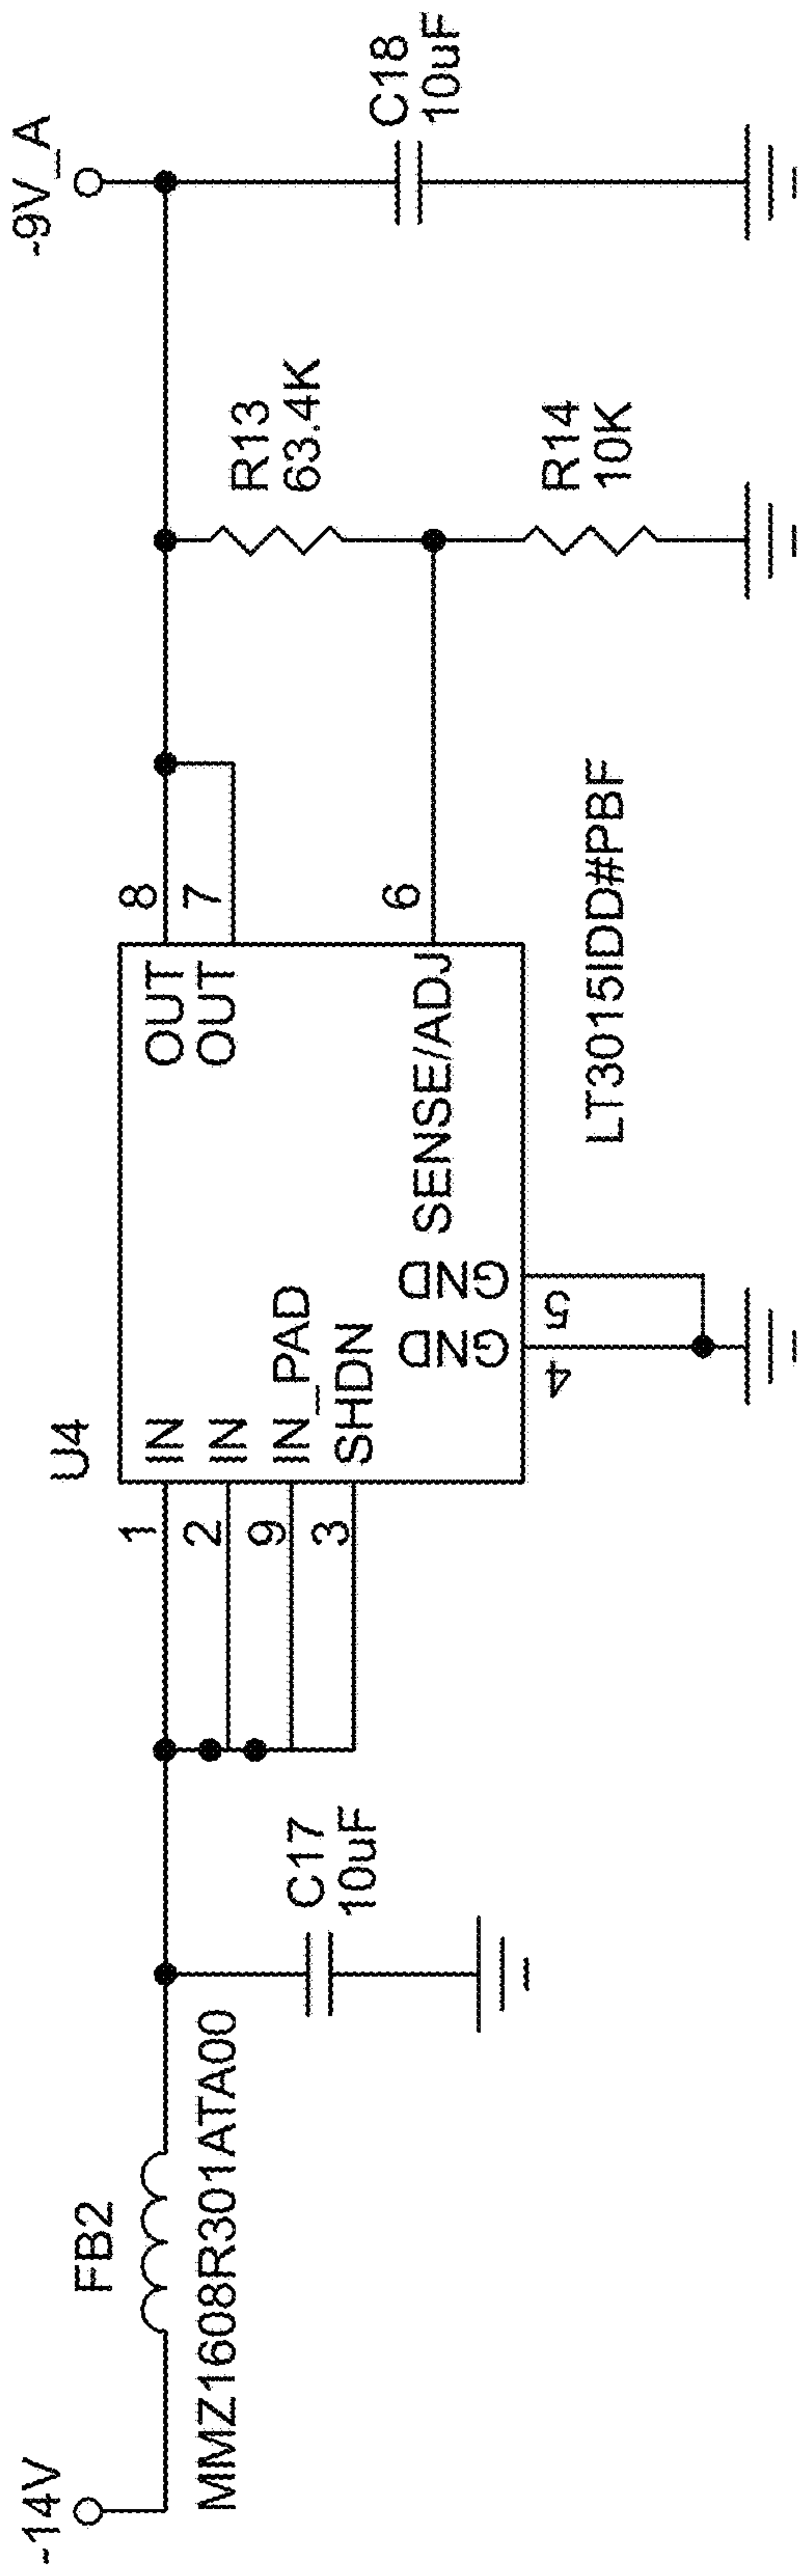 -14V
FB2
MMZ1608R301ATA00
C17
10uF
U4
1
2
9
3
IN
IN
IN_PAD
SHDN
GND
GND
4
5
OUT
OUT
SENSE/ADJ
8
7
6
LT3015IDD#PBF
R13
63.4K
R14
10K
-9V_A
C18
10uF